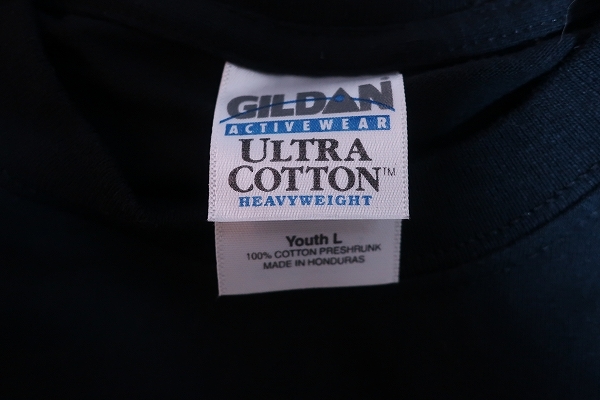 GILDAN
ACTIVEWEAR
ULTRA
COTTON™
HEAVYWEIGHT
Youth L
100% COTTON PRESHRUNK
MADE IN HONDURAS